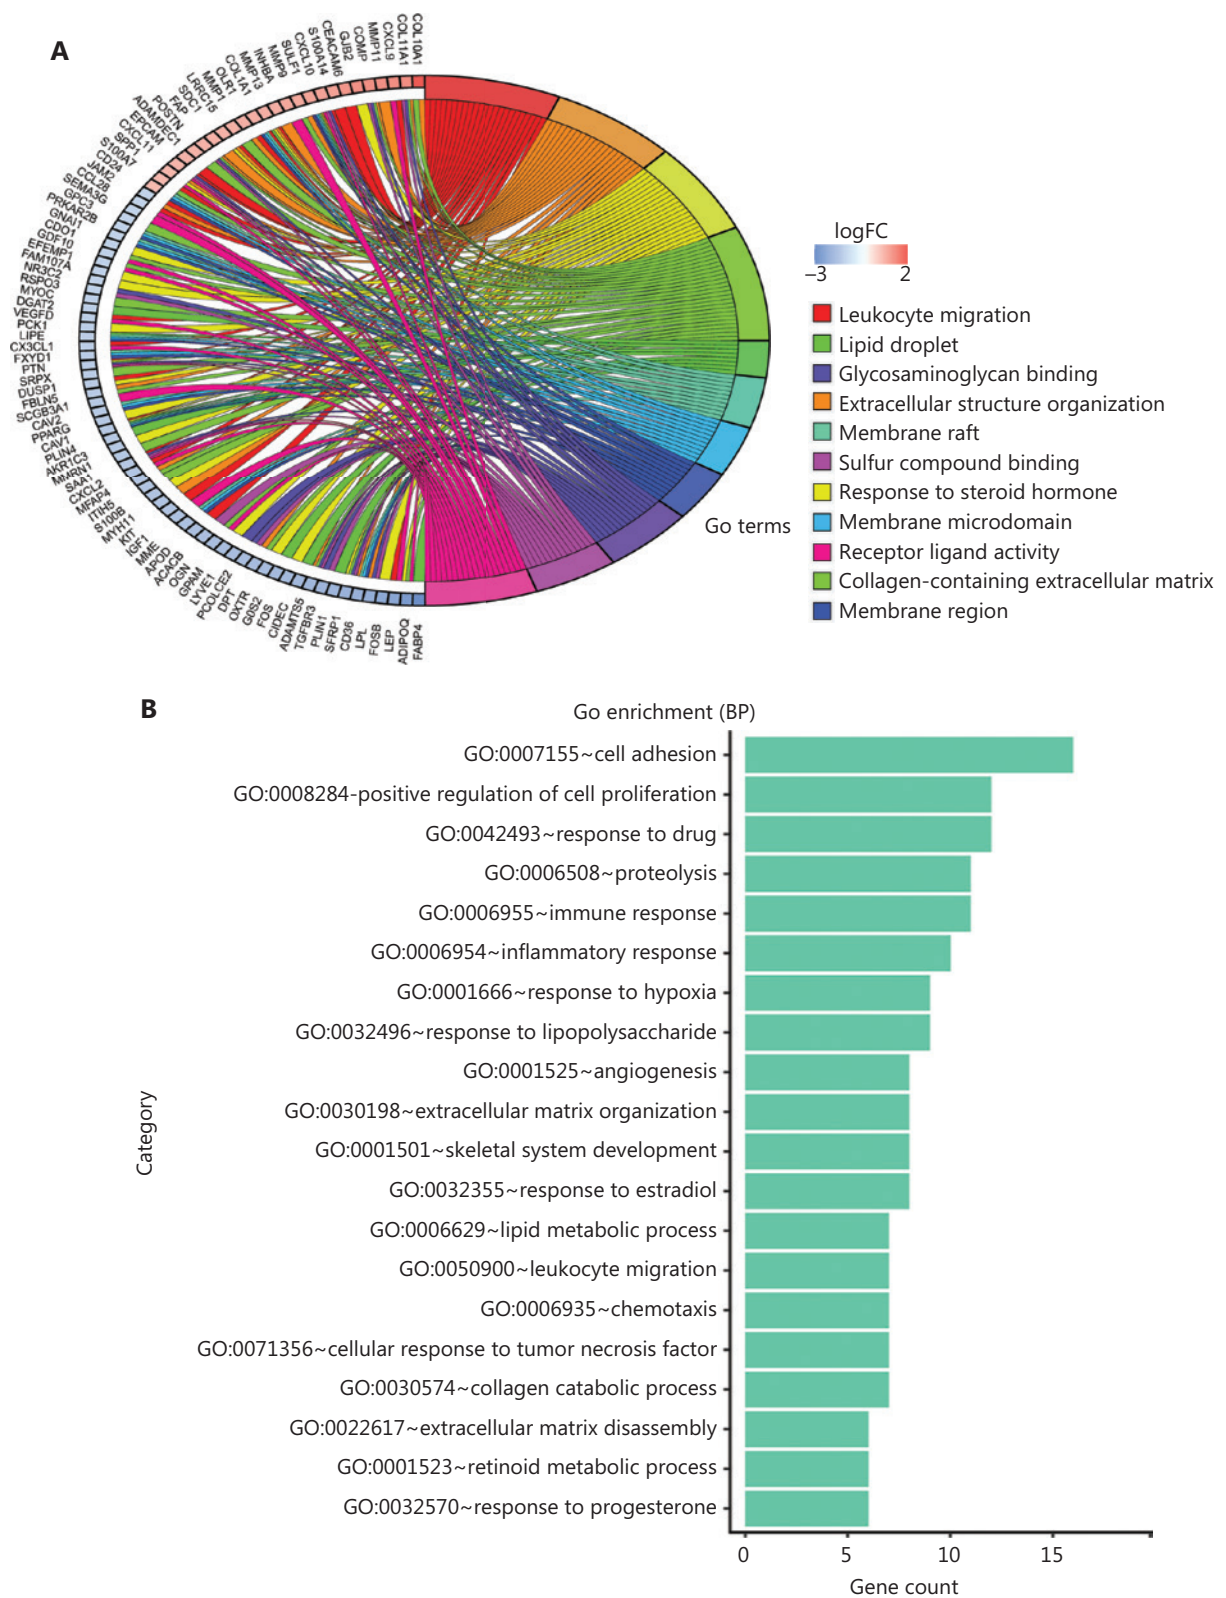 A
COL10A1
COL11A1
CXCL9
MMP11
COMP
GJB2
CEACAM6
S100A14
CXCL10
SULF1
MMP9
INHBA
MMP13
COL1A1
OLR1
MMP1
LRRC15
SDC1
FAP
POSTN
ADAMDEC1
EPCAM
CXCL11
SPP1
S100A7
CD24
JAM2
CCL28
SEMA3G
GPC3
PRKAR2B
GNAI1
CDO1
GDF10
EFEMP1
FAM107A
NR3C2
RSPO3
MYOC
DGAT2
VEGFD
PCK1
LIPE
CX3CL1
FXYD1
PTN
SRPX
DUSP1
FBLN5
SCGB3A1
CAV2
PPARG
CAV1
PLIN4
AKR1C3
MMRN1
SAA1
CXCL2
MFAP4
ITIH5
S100B
MYH11
KIT
IGF1
MME
APOD
ACACB
OGN
GPAM
LYVE1
PCOLCE2
DPT
OXTR
G0S2
FOS
CIDEC
ADAMTS5
TGFBR3
PLIN1
SFRP1
CD36
LPL
FOSB
LEP
ADIPOQ
FABP4
logFC
−3 2
Leukocyte migration
Lipid droplet
Glycosaminoglycan binding
Extracellular structure organization
Membrane raft
Sulfur compound binding
Response to steroid hormone
Membrane microdomain
Receptor ligand activity
Collagen-containing extracellular matrix
Membrane region
Go terms
B
Go enrichment (BP)
GO:0007155~cell adhesion
GO:0008284-positive regulation of cell proliferation
GO:0042493~response to drug
GO:0006508~proteolysis
GO:0006955~immune response
GO:0006954~inflammatory response
GO:0001666~response to hypoxia
GO:0032496~response to lipopolysaccharide
GO:0001525~angiogenesis
GO:0030198~extracellular matrix organization
GO:0001501~skeletal system development
GO:0032355~response to estradiol
GO:0006629~lipid metabolic process
GO:0050900~leukocyte migration
GO:0006935~chemotaxis
GO:0071356~cellular response to tumor necrosis factor
GO:0030574~collagen catabolic process
GO:0022617~extracellular matrix disassembly
GO:0001523~retinoid metabolic process
GO:0032570~response to progesterone
Category
0 5 10 15
Gene count